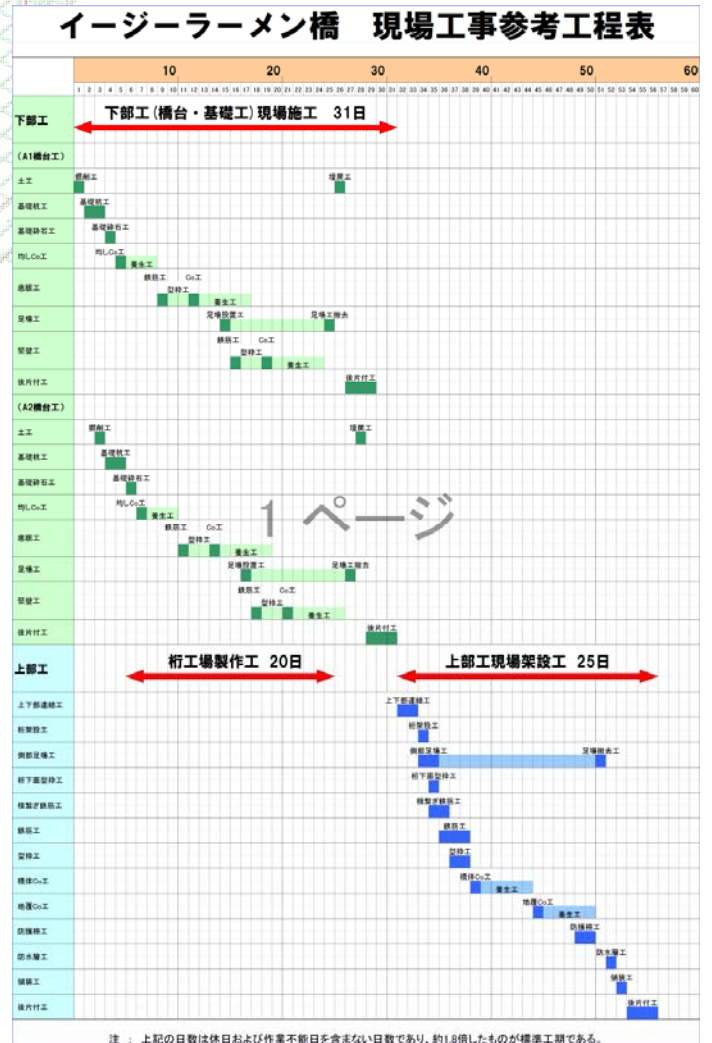 イージーラーメン橋 現場工事参考工程表
10 20 30 40 50 60
1 2 3 4 5 6 7 8 9 10 11 12 13 14 15 16 17 18 19 20 21 22 23 24 25 26 27 28 29 30 31 32 33 34 35 36 37 38 39 40 41 42 43 44 45 46 47 48 49 50 51 52 53 54 55 56 57 58 59 60
下部工 下部工(橋台・基礎工)現場施工 31日
(A1橋台工)
土工 掘削工 埋戻工
基礎杭工 基礎杭工
基礎砕石工 基礎砕石工
均しCo工 均しCo工 養生工
底版工 鉄筋工 型枠工 Co工 養生工
足場工 足場設置工 足場工撤去
竪壁工 鉄筋工 型枠工 Co工 養生工
後片付工 後片付工
(A2橋台工)
土工 掘削工 埋戻工
基礎杭工 基礎杭工
基礎砕石工 基礎砕石工
均しCo工 均しCo工 養生工
底版工 鉄筋工 型枠工 Co工 養生工
足場工 足場設置工 足場工撤去
竪壁工 鉄筋工 型枠工 Co工 養生工
後片付工 後片付工
1 ページ
上部工 桁工場製作工 20日 上部工現場架設工 25日
上下部連結工 上下部連結工
桁架設工 桁架設工
側部足場工 側部足場工 足場撤去工
桁下面型枠工 桁下面型枠工
横繋ぎ鉄筋工 横繋ぎ鉄筋工
鉄筋工 鉄筋工
型枠工 型枠工
橋体Co工 橋体Co工 養生工
地覆Co工 地覆Co工 養生工
防護柵工 防護柵工
防水層工 防水層工
舗装工 舗装工
後片付工 後片付工
注 : 上記の日数は休日および作業不能日を含まない日数であり、約1.8倍したものが標準工期である。